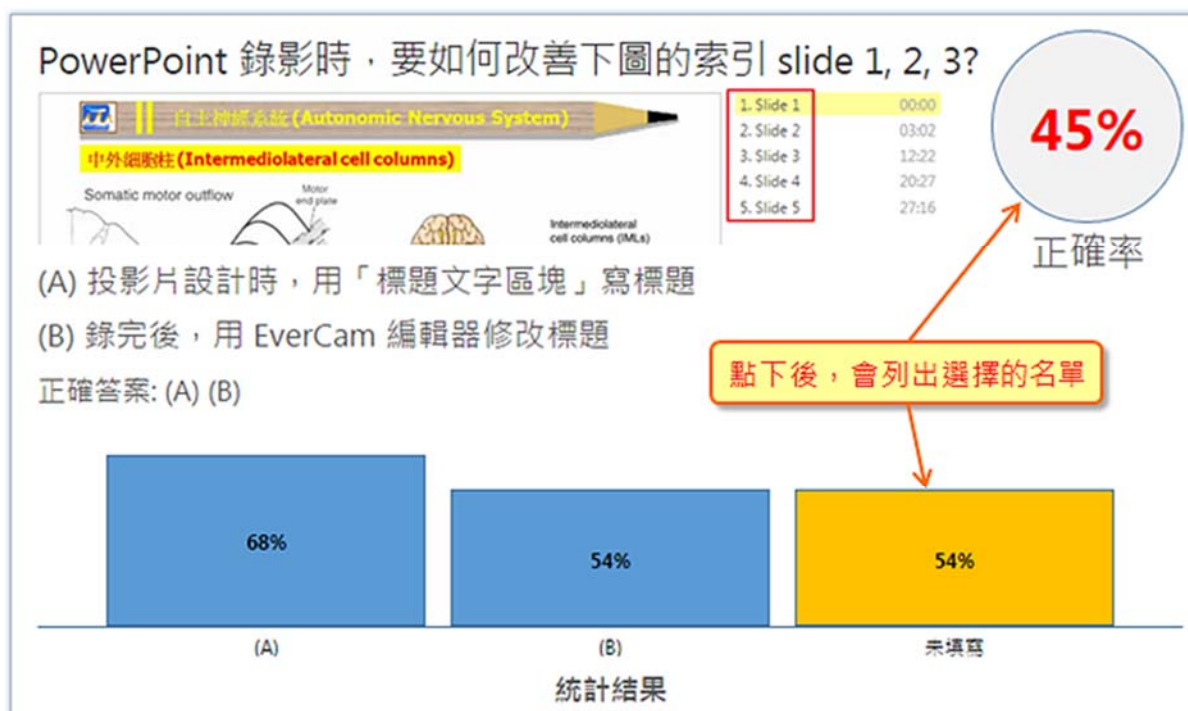 PowerPoint 錄影時，要如何改善下圖的索引 slide 1, 2, 3?
自主神經系統 (Autonomic Nervous System)
中外細胞柱 (Intermediolateral cell columns)
Somatic motor outflow
Motor
end plate
Intermediolateral
cell columns (IMLs)
1. Slide 1 00:00
2. Slide 2 03:02
3. Slide 3 12:22
4. Slide 4 20:27
5. Slide 5 27:16
45%
正確率
(A) 投影片設計時，用「標題文字區塊」寫標題
(B) 錄完後，用 EverCam 編輯器修改標題
正確答案: (A) (B)
點下後，會列出選擇的名單
68%
54%
54%
(A)
(B)
未填寫
統計結果